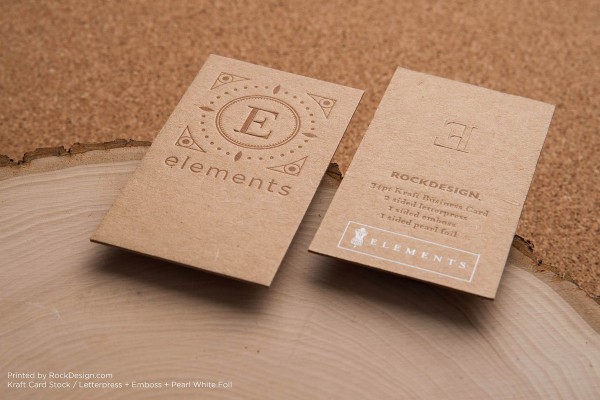 E
elements
E
ROCKDESIGN.
74pt Kraft Business Card
2 sided letterpress
1 sided emboss
1 sided pearl foil
ELEMENTS
Printed by RockDesign.com
Kraft Card Stock / Letterpress + Emboss + Pearl White Foil